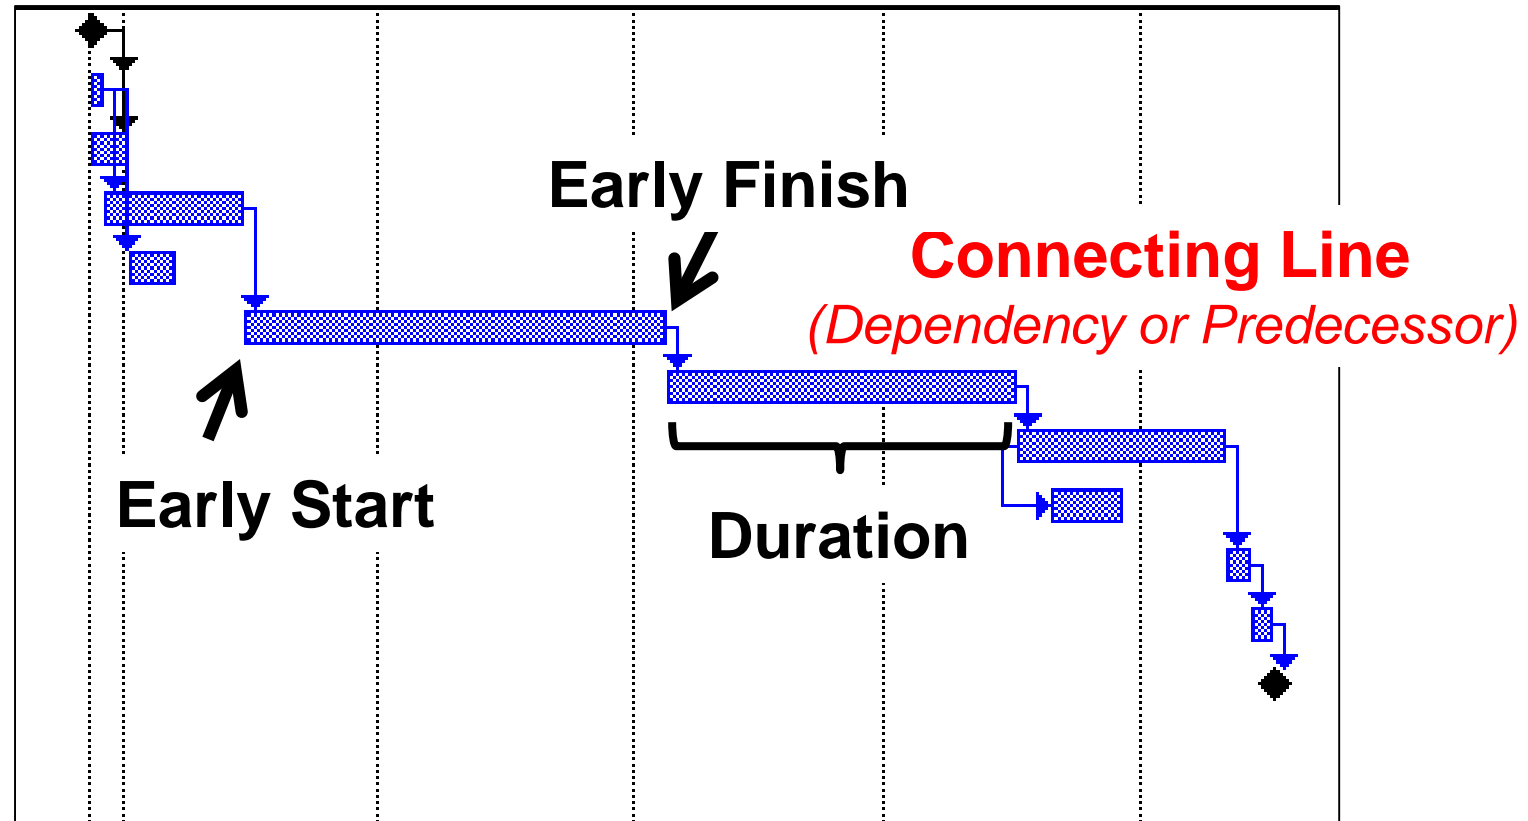 Early Finish
Connecting Line
(Dependency or Predecessor)
Early Start
Duration